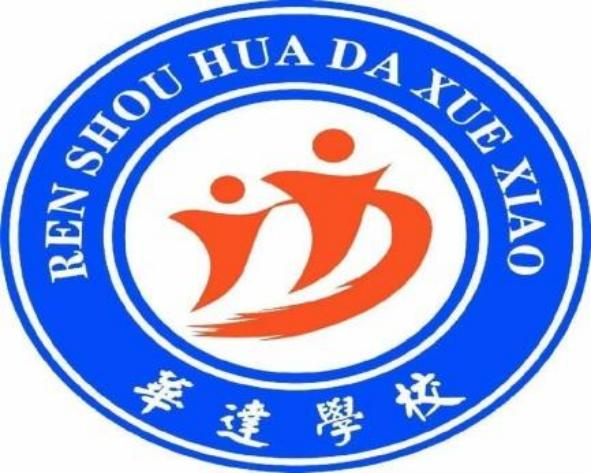 REN SHOU HUA DA XUE XIAO
華達學校